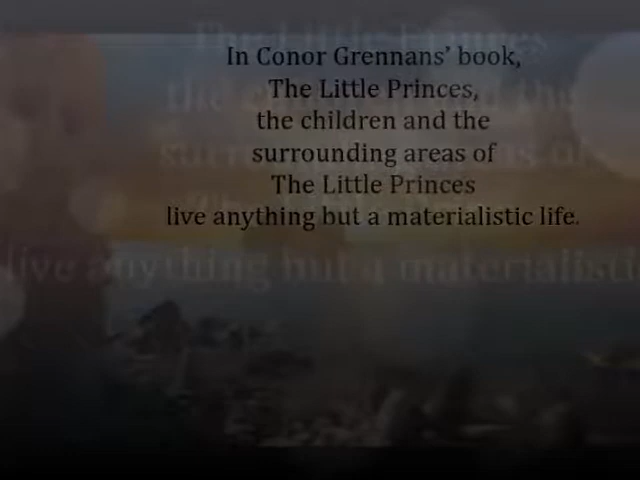 In Conor Grennans' book,
The Little Princes,
the children and the
surrounding areas of
The Little Princes
live anything but a materialistic life.